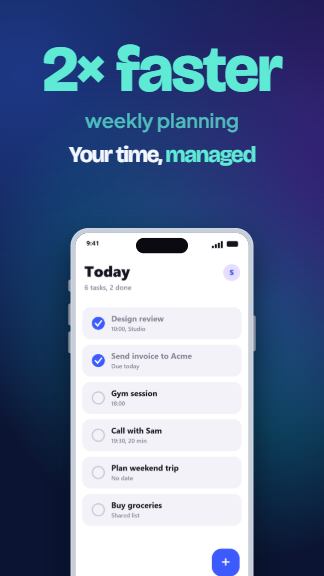 2× faster
weekly planning
Your time, managed
9:41
Today
S
6 tasks, 2 done
Design review
10:00, Studio
Send invoice to Acme
Due today
Gym session
18:00
Call with Sam
19:30, 20 min
Plan weekend trip
No date
Buy groceries
Shared list
+